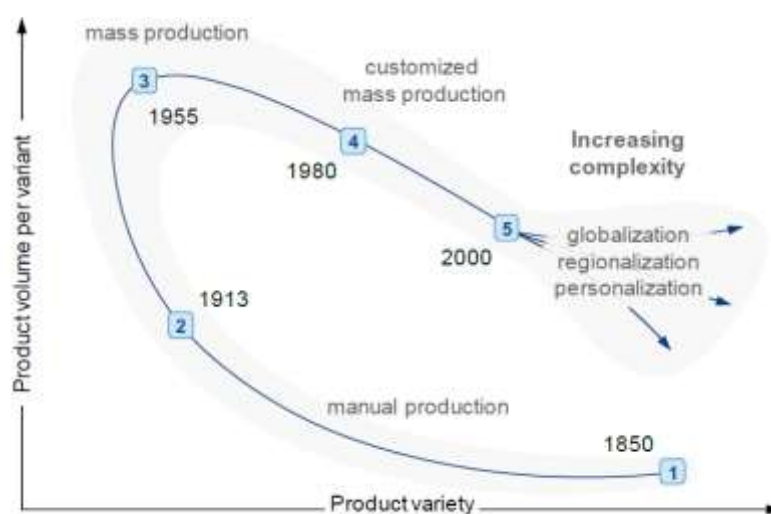 mass production
3
1955
customized
mass production
4
1980
Increasing
complexity
5
2000
globalization
regionalization
personalization
1913
2
manual production
1850
1
Product volume per variant
Product variety